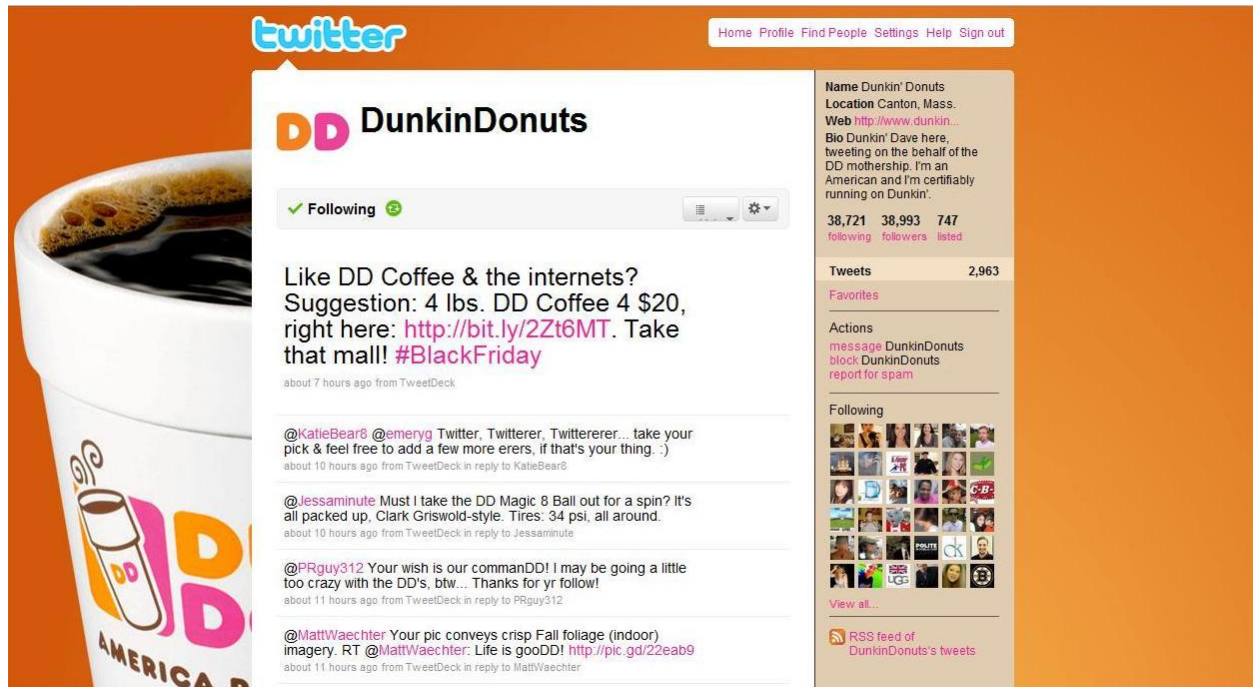 twitter
Home Profile Find People Settings Help Sign out
DD DunkinDonuts
Following
Like DD Coffee & the internets?
Suggestion: 4 lbs. DD Coffee 4 $20,
right here: http://bit.ly/2Zt6MT. Take
that mall! #BlackFriday
about 7 hours ago from TweetDeck
@KatieBear8 @emeryg Twitter, Twitterer, Twittererer... take your
pick & feel free to add a few more erers, if that's your thing. :)
about 10 hours ago from TweetDeck in reply to KatieBear8
@Jessaminute Must I take the DD Magic 8 Ball out for a spin? It's
all packed up, Clark Griswold-style. Tires: 34 psi, all around.
about 10 hours ago from TweetDeck in reply to Jessaminute
@PRguy312 Your wish is our commanDD! I may be going a little
too crazy with the DD's, btw... Thanks for yr follow!
about 11 hours ago from TweetDeck in reply to PRguy312
@MattWaechter Your pic conveys crisp Fall foliage (indoor)
imagery. RT @MattWaechter: Life is gooDD! http://pic.gd/22eab9
about 11 hours ago from TweetDeck in reply to MattWaechter
Name Dunkin' Donuts
Location Canton, Mass.
Web http://www.dunkin...
Bio Dunkin' Dave here,
tweeting on the behalf of the
DD mothership. I'm an
American and I'm certifiably
running on Dunkin'.
38,721 38,993 747
following followers listed
Tweets 2,963
Favorites
Actions
message DunkinDonuts
block DunkinDonuts
report for spam
Following
C-B-
POLITE
ck
UGG
B
View all...
RSS feed of
DunkinDonuts's tweets
DD
D
D
AMERICA